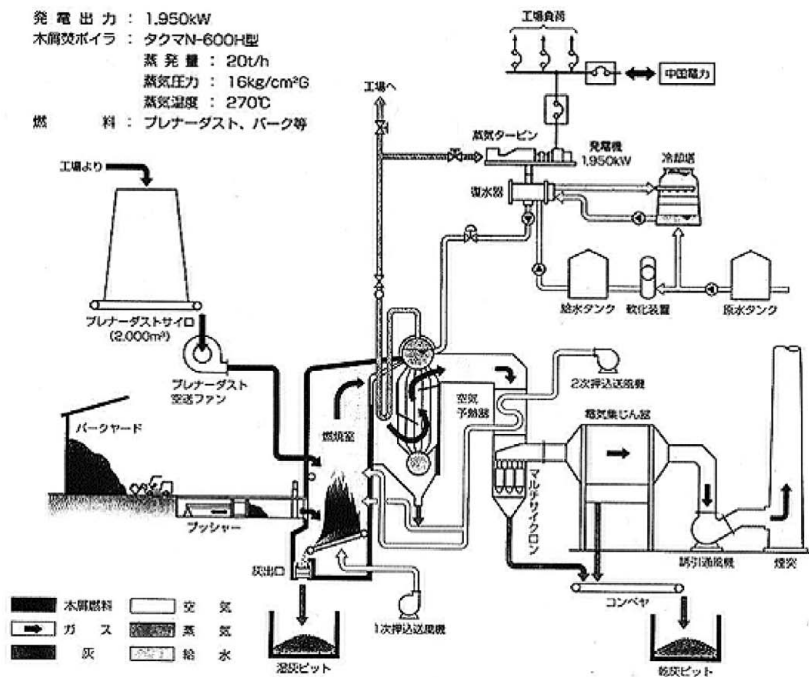 発電出力 : 1,950kW
木屑焚ボイラ : タクマN-600H型
蒸発量 : 20t/h
蒸気圧力 : 16kg/cm²G
蒸気温度 : 270℃
燃料 : プレナーダスト、バーク等
工場負荷
中国電力
工場へ
蒸気タービン
発電機
1,950kW
冷却塔
復水器
給水タンク
軟化装置
原水タンク
工場より
プレナーダストサイロ
(2,000m³)
プレナーダスト
空送ファン
バークヤード
プッシャー
燃焼室
空気
予熱器
2次押込送風機
電気集じん器
マルチサイクロン
誘引通風機
煙突
灰出口
1次押込送風機
コンベヤ
湿灰ピット
乾灰ピット
木屑燃料
空気
ガス
蒸気
灰
給水